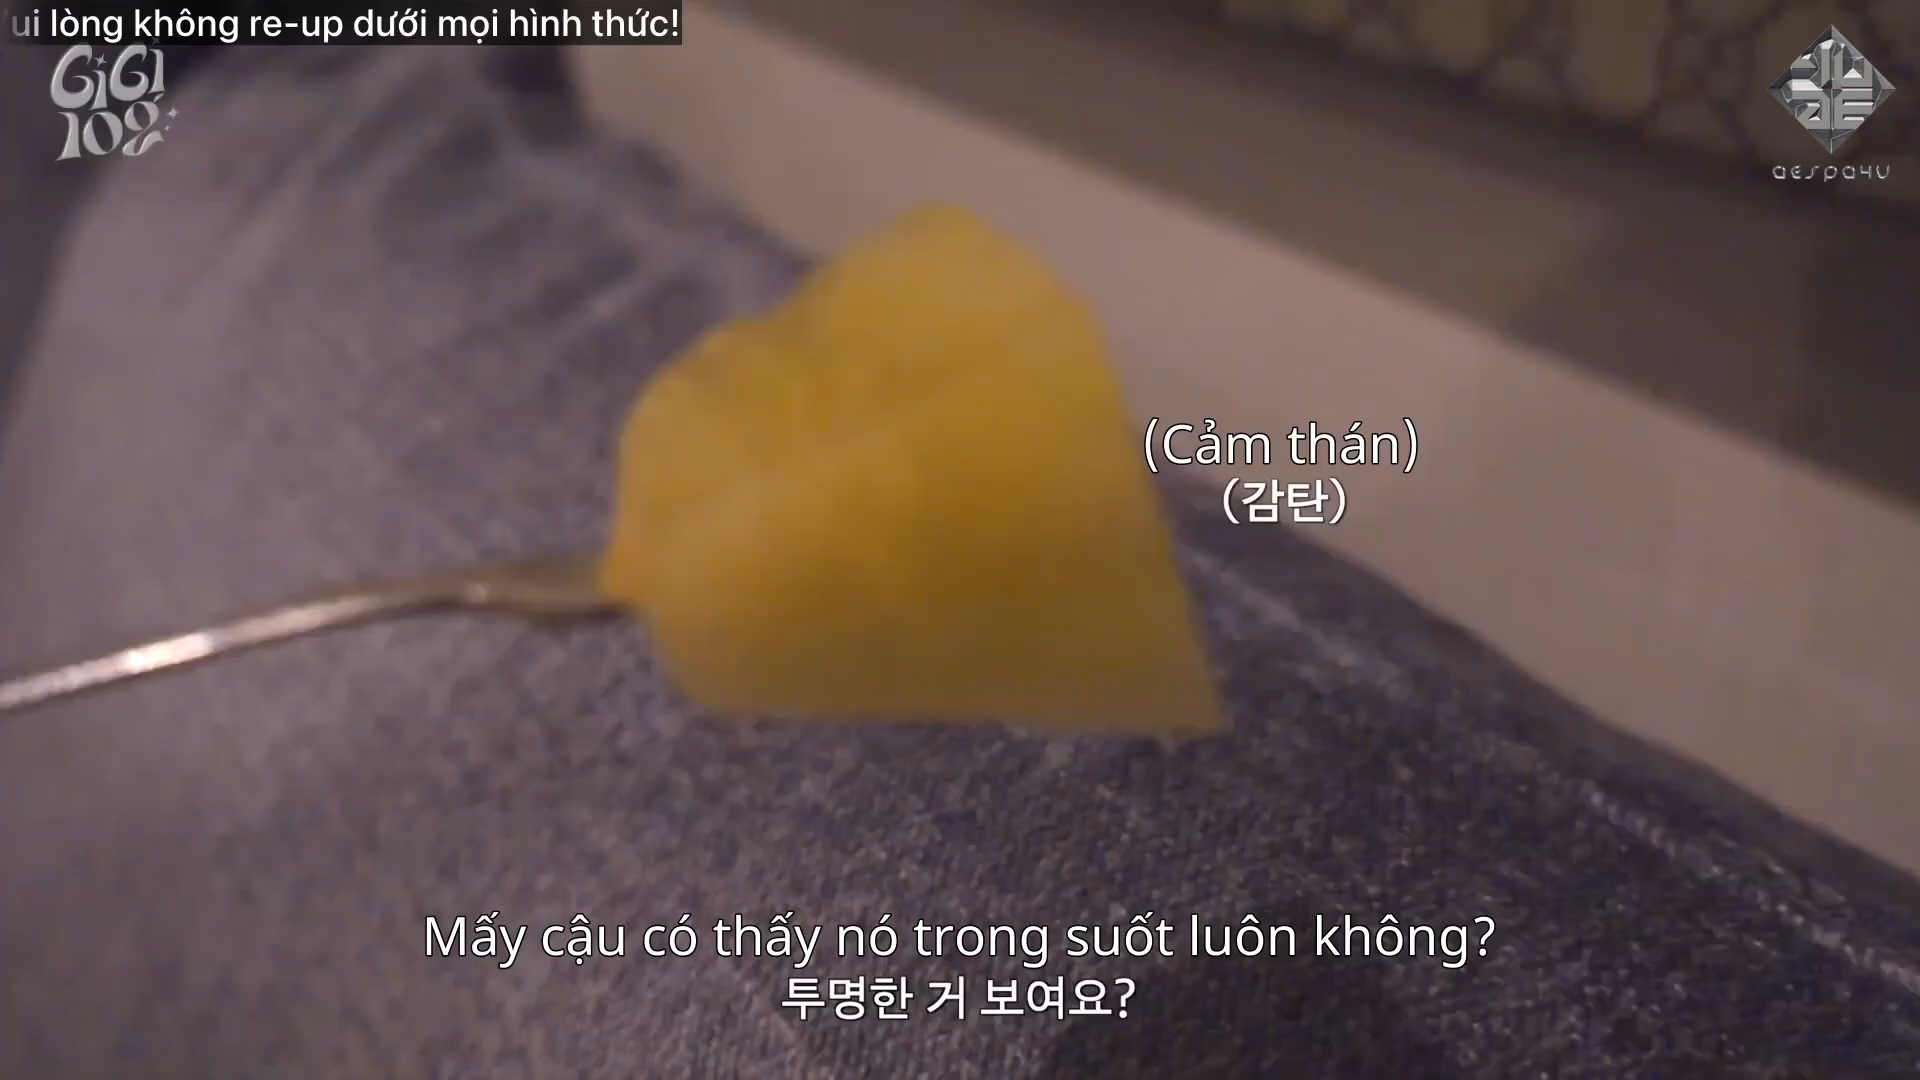 ui lòng không re-up dưới mọi hình thức!
GiGi
log
aespa4u
(Cảm thán)
(감탄)
Mấy cậu có thấy nó trong suốt luôn không?
투명한 거 보여요?